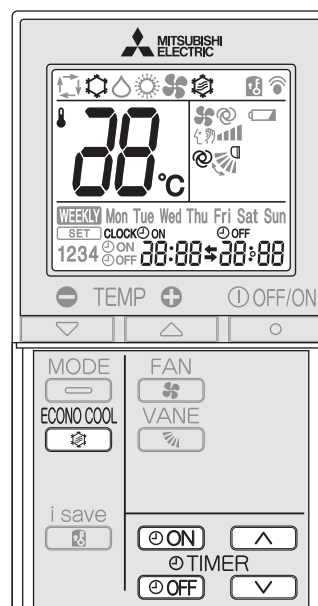 MITSUBISHI
ELECTRIC
88°C
WEEKLY Mon Tue Wed Thu Fri Sat Sun
SET CLOCK ON OFF
1234 ON OFF 88:88 88:88
TEMP OFF/ON
MODE FAN
ECONO COOL VANE
i save
ON
TIMER
OFF